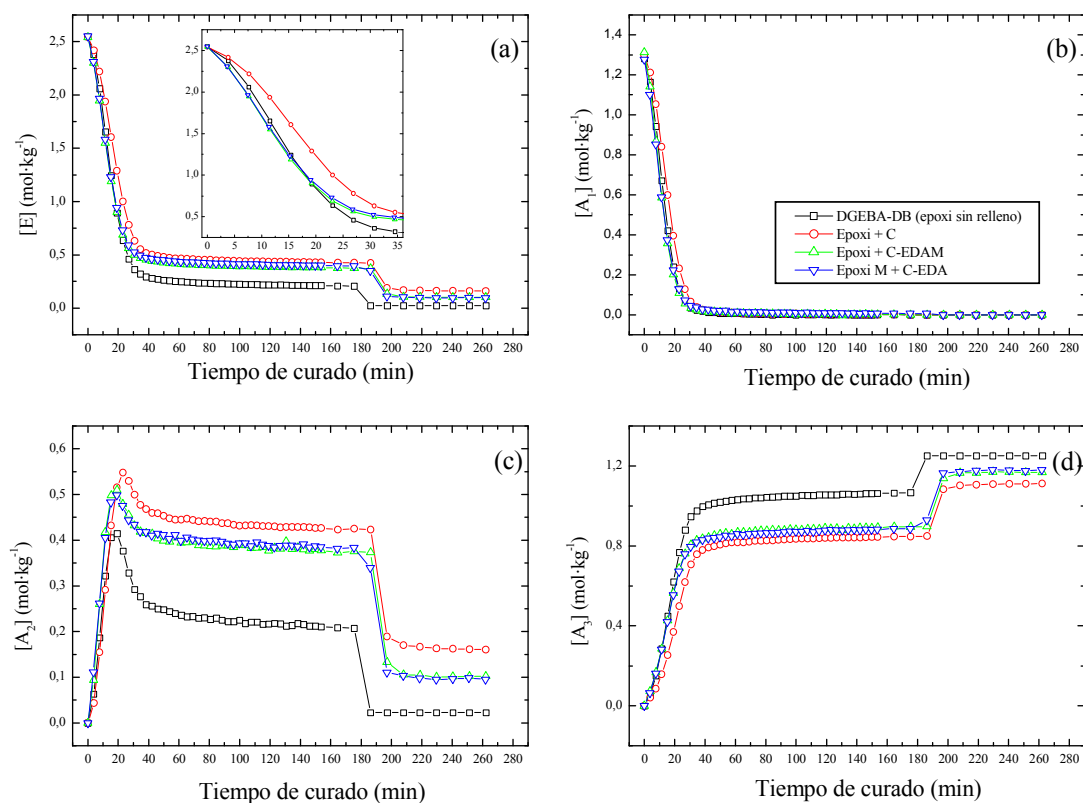 (a)
[E] (mol·kg⁻¹)
2,5
2,0
1,5
1,0
0,5
0,0
0 20 40 60 80 100 120 140 160 180 200 220 240 260 280
Tiempo de curado (min)
2,5
2,0
1,5
1,0
0,5
0 5 10 15 20 25 30 35
(b)
[A₁] (mol·kg⁻¹)
1,4
1,2
1,0
0,8
0,6
0,4
0,2
0,0
DGEBA-DB (epoxi sin relleno)
Epoxi + C
Epoxi + C-EDAM
Epoxi M + C-EDA
0 20 40 60 80 100 120 140 160 180 200 220 240 260 280
Tiempo de curado (min)
(c)
[A₂] (mol·kg⁻¹)
0,6
0,5
0,4
0,3
0,2
0,1
0,0
0 20 40 60 80 100 120 140 160 180 200 220 240 260 280
Tiempo de curado (min)
(d)
[A₃] (mol·kg⁻¹)
1,2
0,8
0,4
0,0
0 20 40 60 80 100 120 140 160 180 200 220 240 260 280
Tiempo de curado (min)